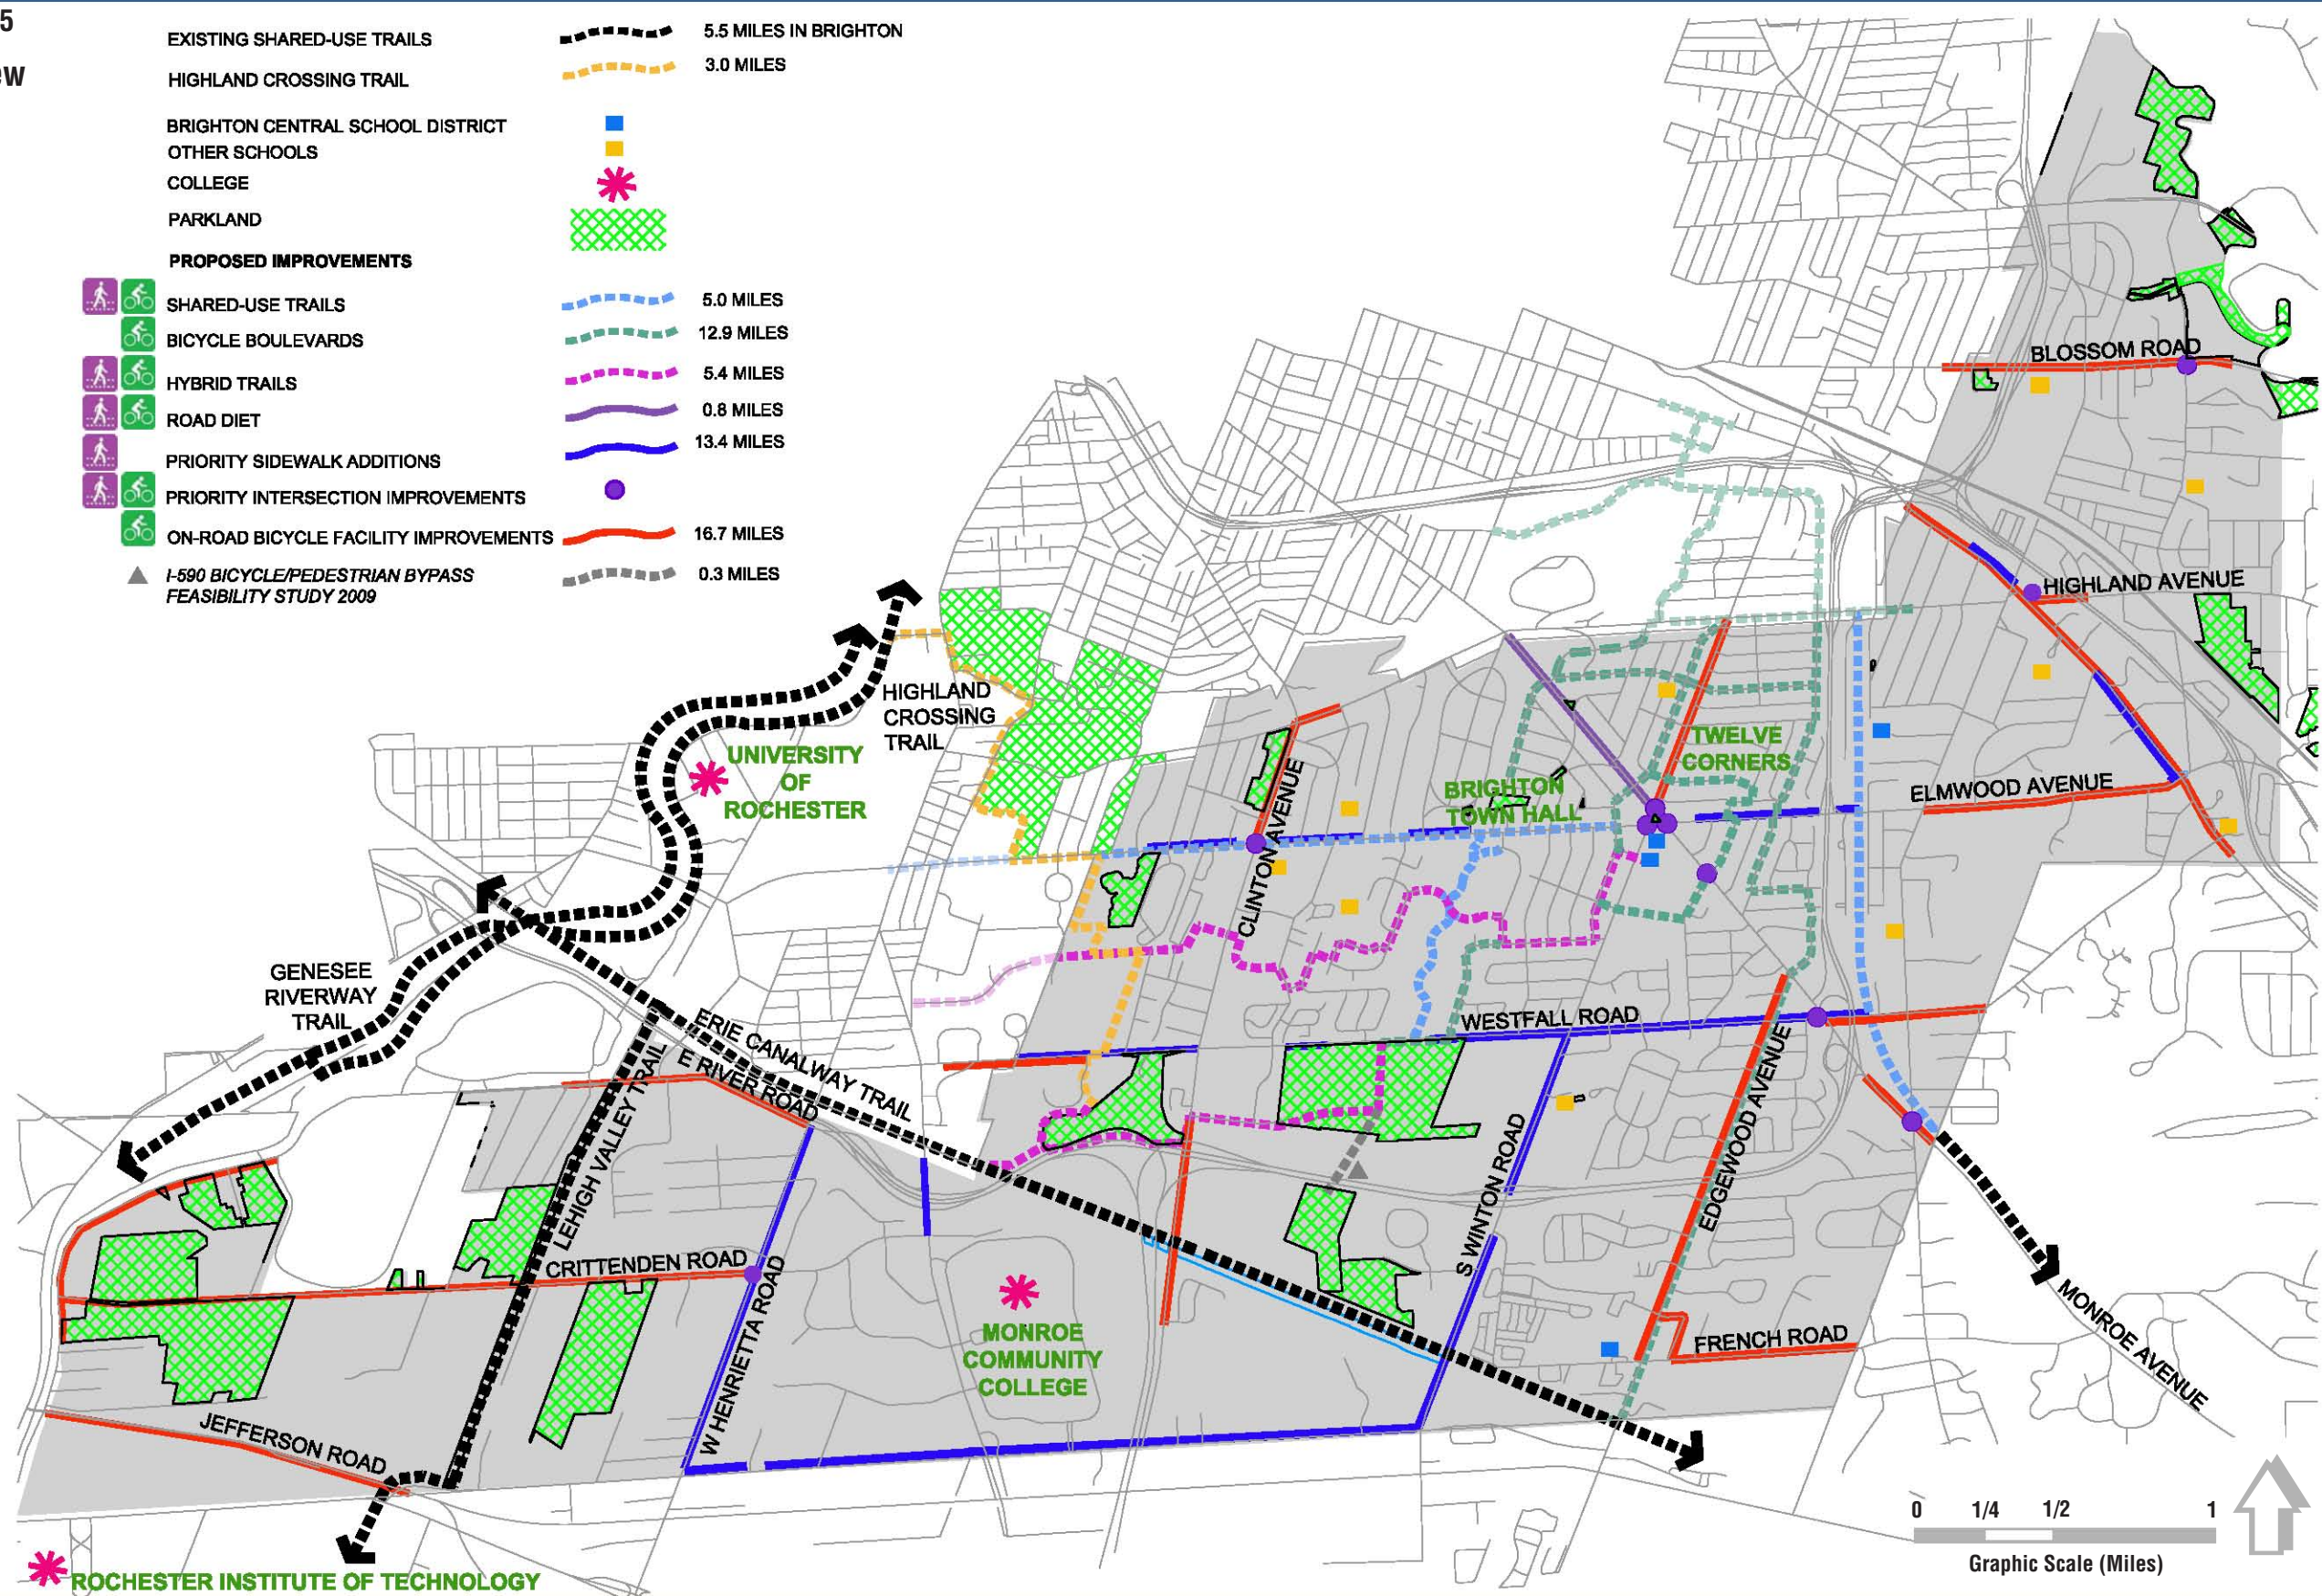 5
ew
EXISTING SHARED-USE TRAILS
5.5 MILES IN BRIGHTON
HIGHLAND CROSSING TRAIL
3.0 MILES
BRIGHTON CENTRAL SCHOOL DISTRICT
OTHER SCHOOLS
COLLEGE
PARKLAND
PROPOSED IMPROVEMENTS
SHARED-USE TRAILS
5.0 MILES
BICYCLE BOULEVARDS
12.9 MILES
HYBRID TRAILS
5.4 MILES
ROAD DIET
0.8 MILES
PRIORITY SIDEWALK ADDITIONS
13.4 MILES
PRIORITY INTERSECTION IMPROVEMENTS
ON-ROAD BICYCLE FACILITY IMPROVEMENTS
16.7 MILES
I-590 BICYCLE/PEDESTRIAN BYPASS
FEASIBILITY STUDY 2009
0.3 MILES
BLOSSOM ROAD
HIGHLAND AVENUE
HIGHLAND
CROSSING
TRAIL
UNIVERSITY
OF
ROCHESTER
TWELVE
CORNERS
BRIGHTON
TOWN HALL
ELMWOOD AVENUE
CLINTON AVENUE
GENESEE
RIVERWAY
TRAIL
ERIE CANALWAY TRAIL
E RIVER ROAD
LEHIGH VALLEY TRAIL
WESTFALL ROAD
EDGEWOOD AVENUE
S WINTON ROAD
CRITTENDEN ROAD
W HENRIETTA ROAD
MONROE
COMMUNITY
COLLEGE
FRENCH ROAD
MONROE AVENUE
JEFFERSON ROAD
ROCHESTER INSTITUTE OF TECHNOLOGY
0 1/4 1/2 1
Graphic Scale (Miles)